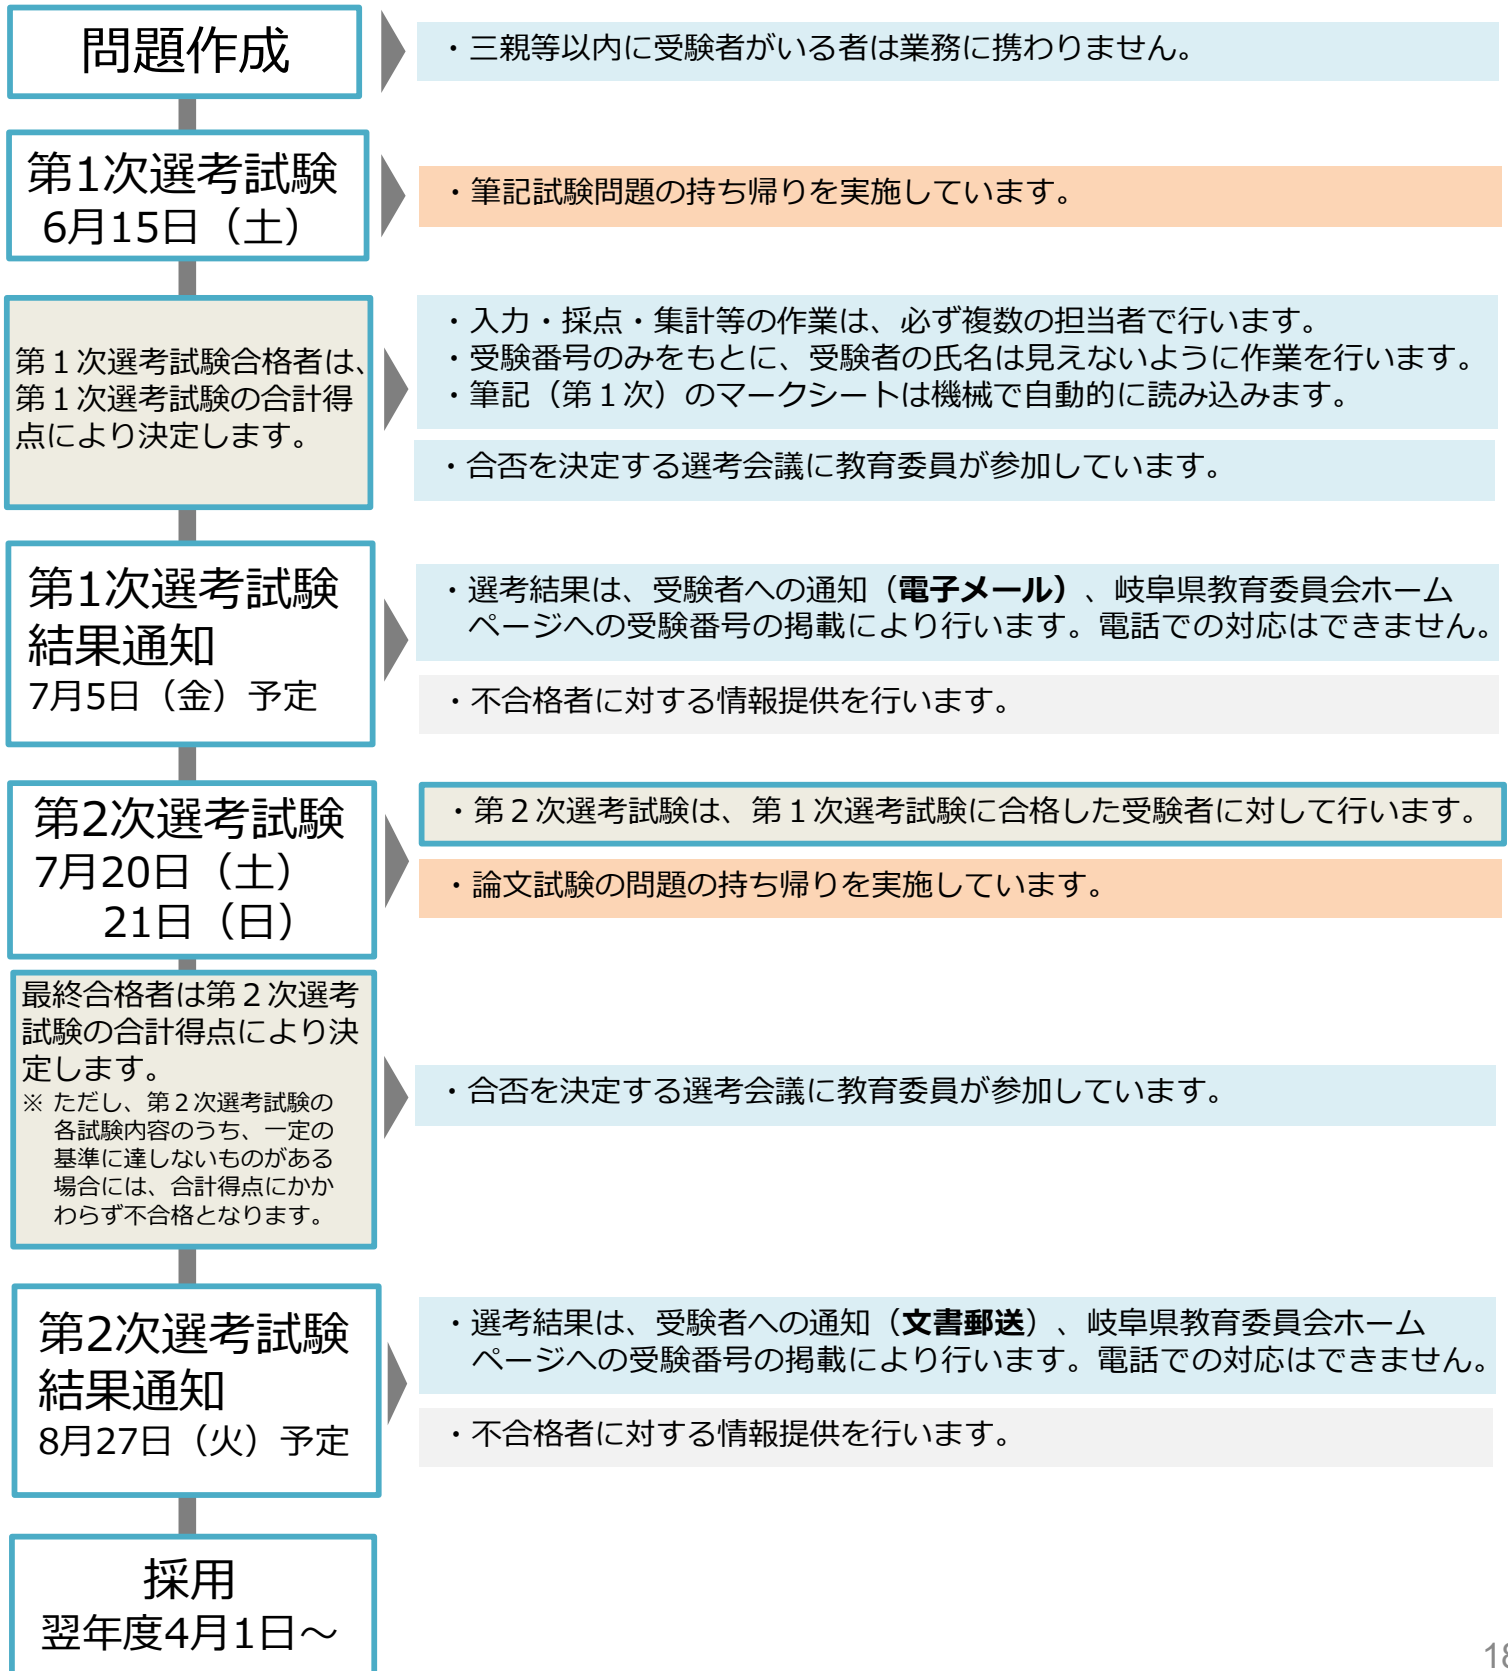 問題作成
・三親等以内に受験者がいる者は業務に携わりません。
第1次選考試験
6月15日（土）
・筆記試験問題の持ち帰りを実施しています。
第１次選考試験合格者は、
第１次選考試験の合計得
点により決定します。
・入力・採点・集計等の作業は、必ず複数の担当者で行います。
・受験番号のみをもとに、受験者の氏名は見えないように作業を行います。
・筆記（第１次）のマークシートは機械で自動的に読み込みます。
・合否を決定する選考会議に教育委員が参加しています。
第1次選考試験
結果通知
7月5日（金）予定
・選考結果は、受験者への通知（電子メール）、岐阜県教育委員会ホーム
ページへの受験番号の掲載により行います。電話での対応はできません。
・不合格者に対する情報提供を行います。
第2次選考試験
7月20日（土）
21日（日）
・第２次選考試験は、第１次選考試験に合格した受験者に対して行います。
・論文試験の問題の持ち帰りを実施しています。
最終合格者は第２次選考
試験の合計得点により決
定します。
※ ただし、第２次選考試験の
各試験内容のうち、一定の
基準に達しないものがある
場合には、合計得点にかか
わらず不合格となります。
・合否を決定する選考会議に教育委員が参加しています。
第2次選考試験
結果通知
8月27日（火）予定
・選考結果は、受験者への通知（文書郵送）、岐阜県教育委員会ホーム
ページへの受験番号の掲載により行います。電話での対応はできません。
・不合格者に対する情報提供を行います。
採用
翌年度4月1日～
18